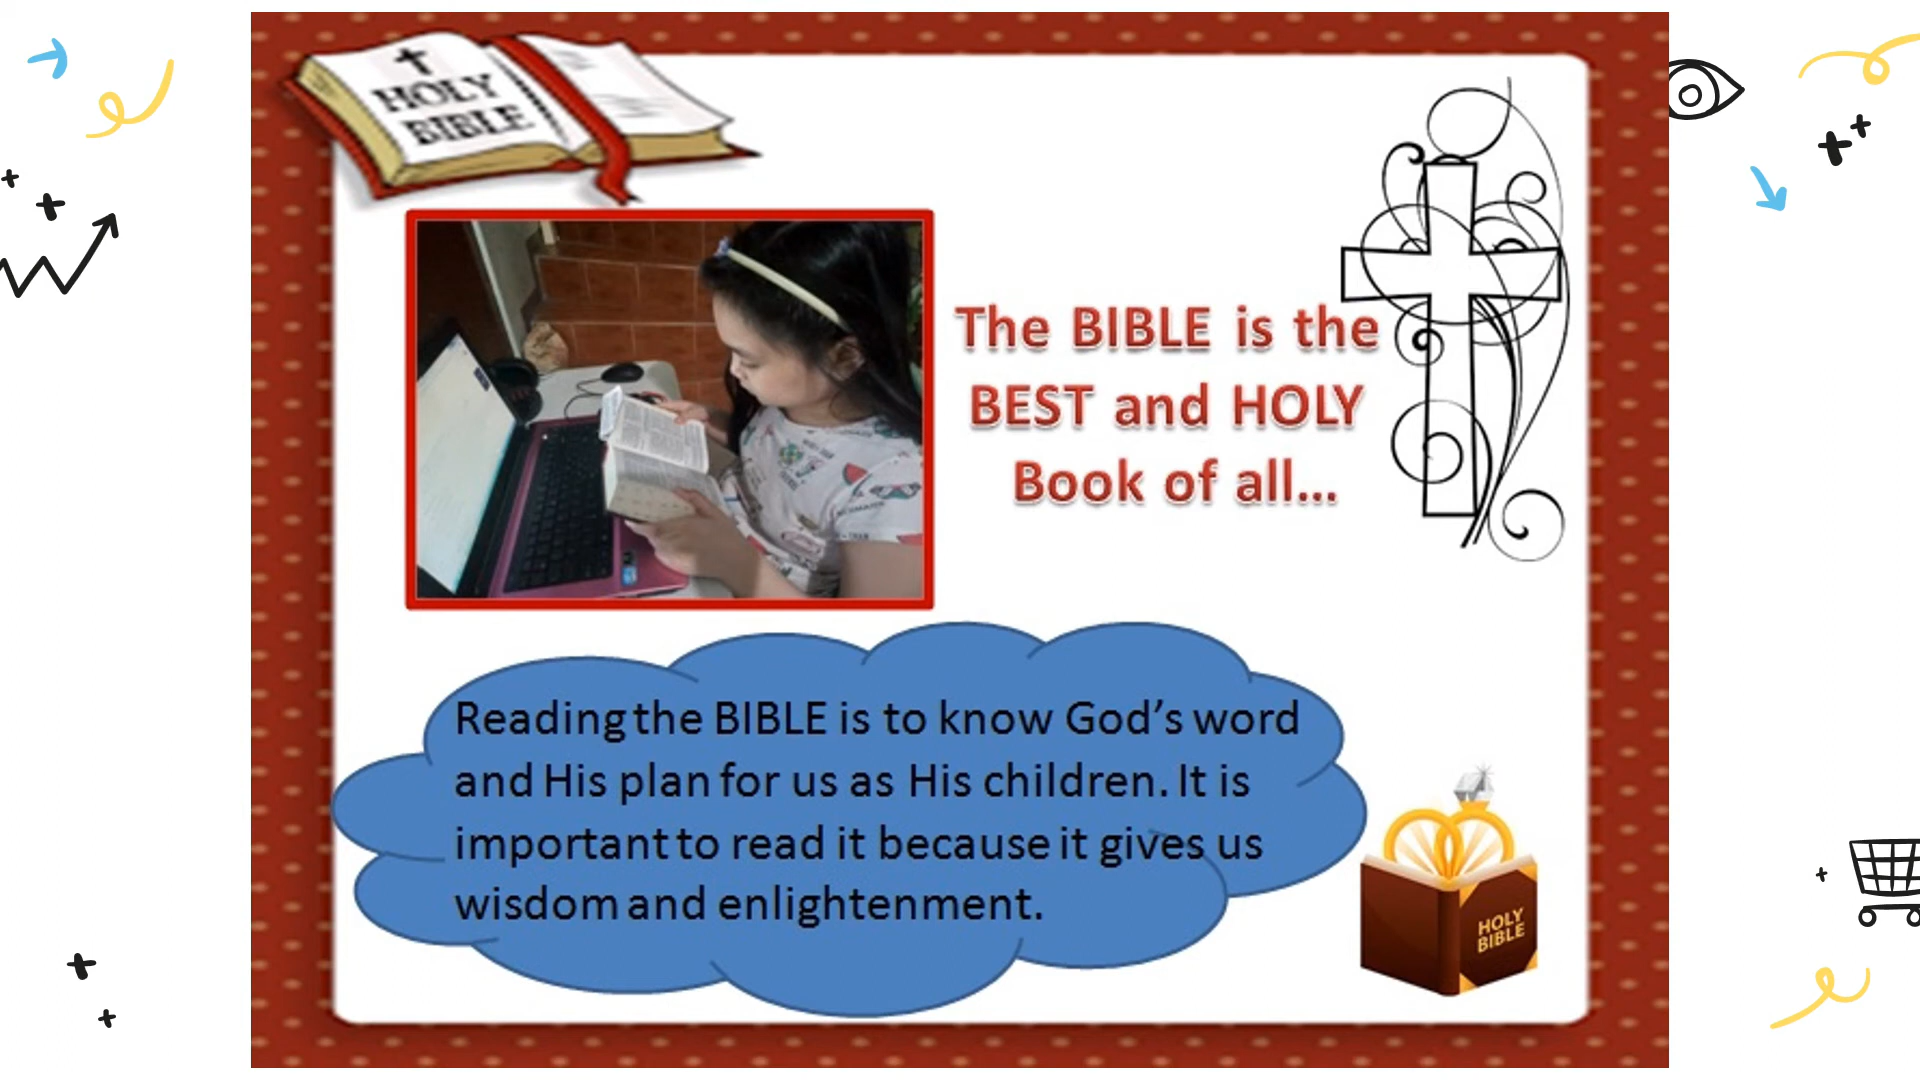 HOLY
BIBLE
The BIBLE is the
BEST and HOLY
Book of all...
Reading the BIBLE is to know God's word
and His plan for us as His children. It is
important to read it because it gives us
wisdom and enlightenment.
HOLY
BIBLE